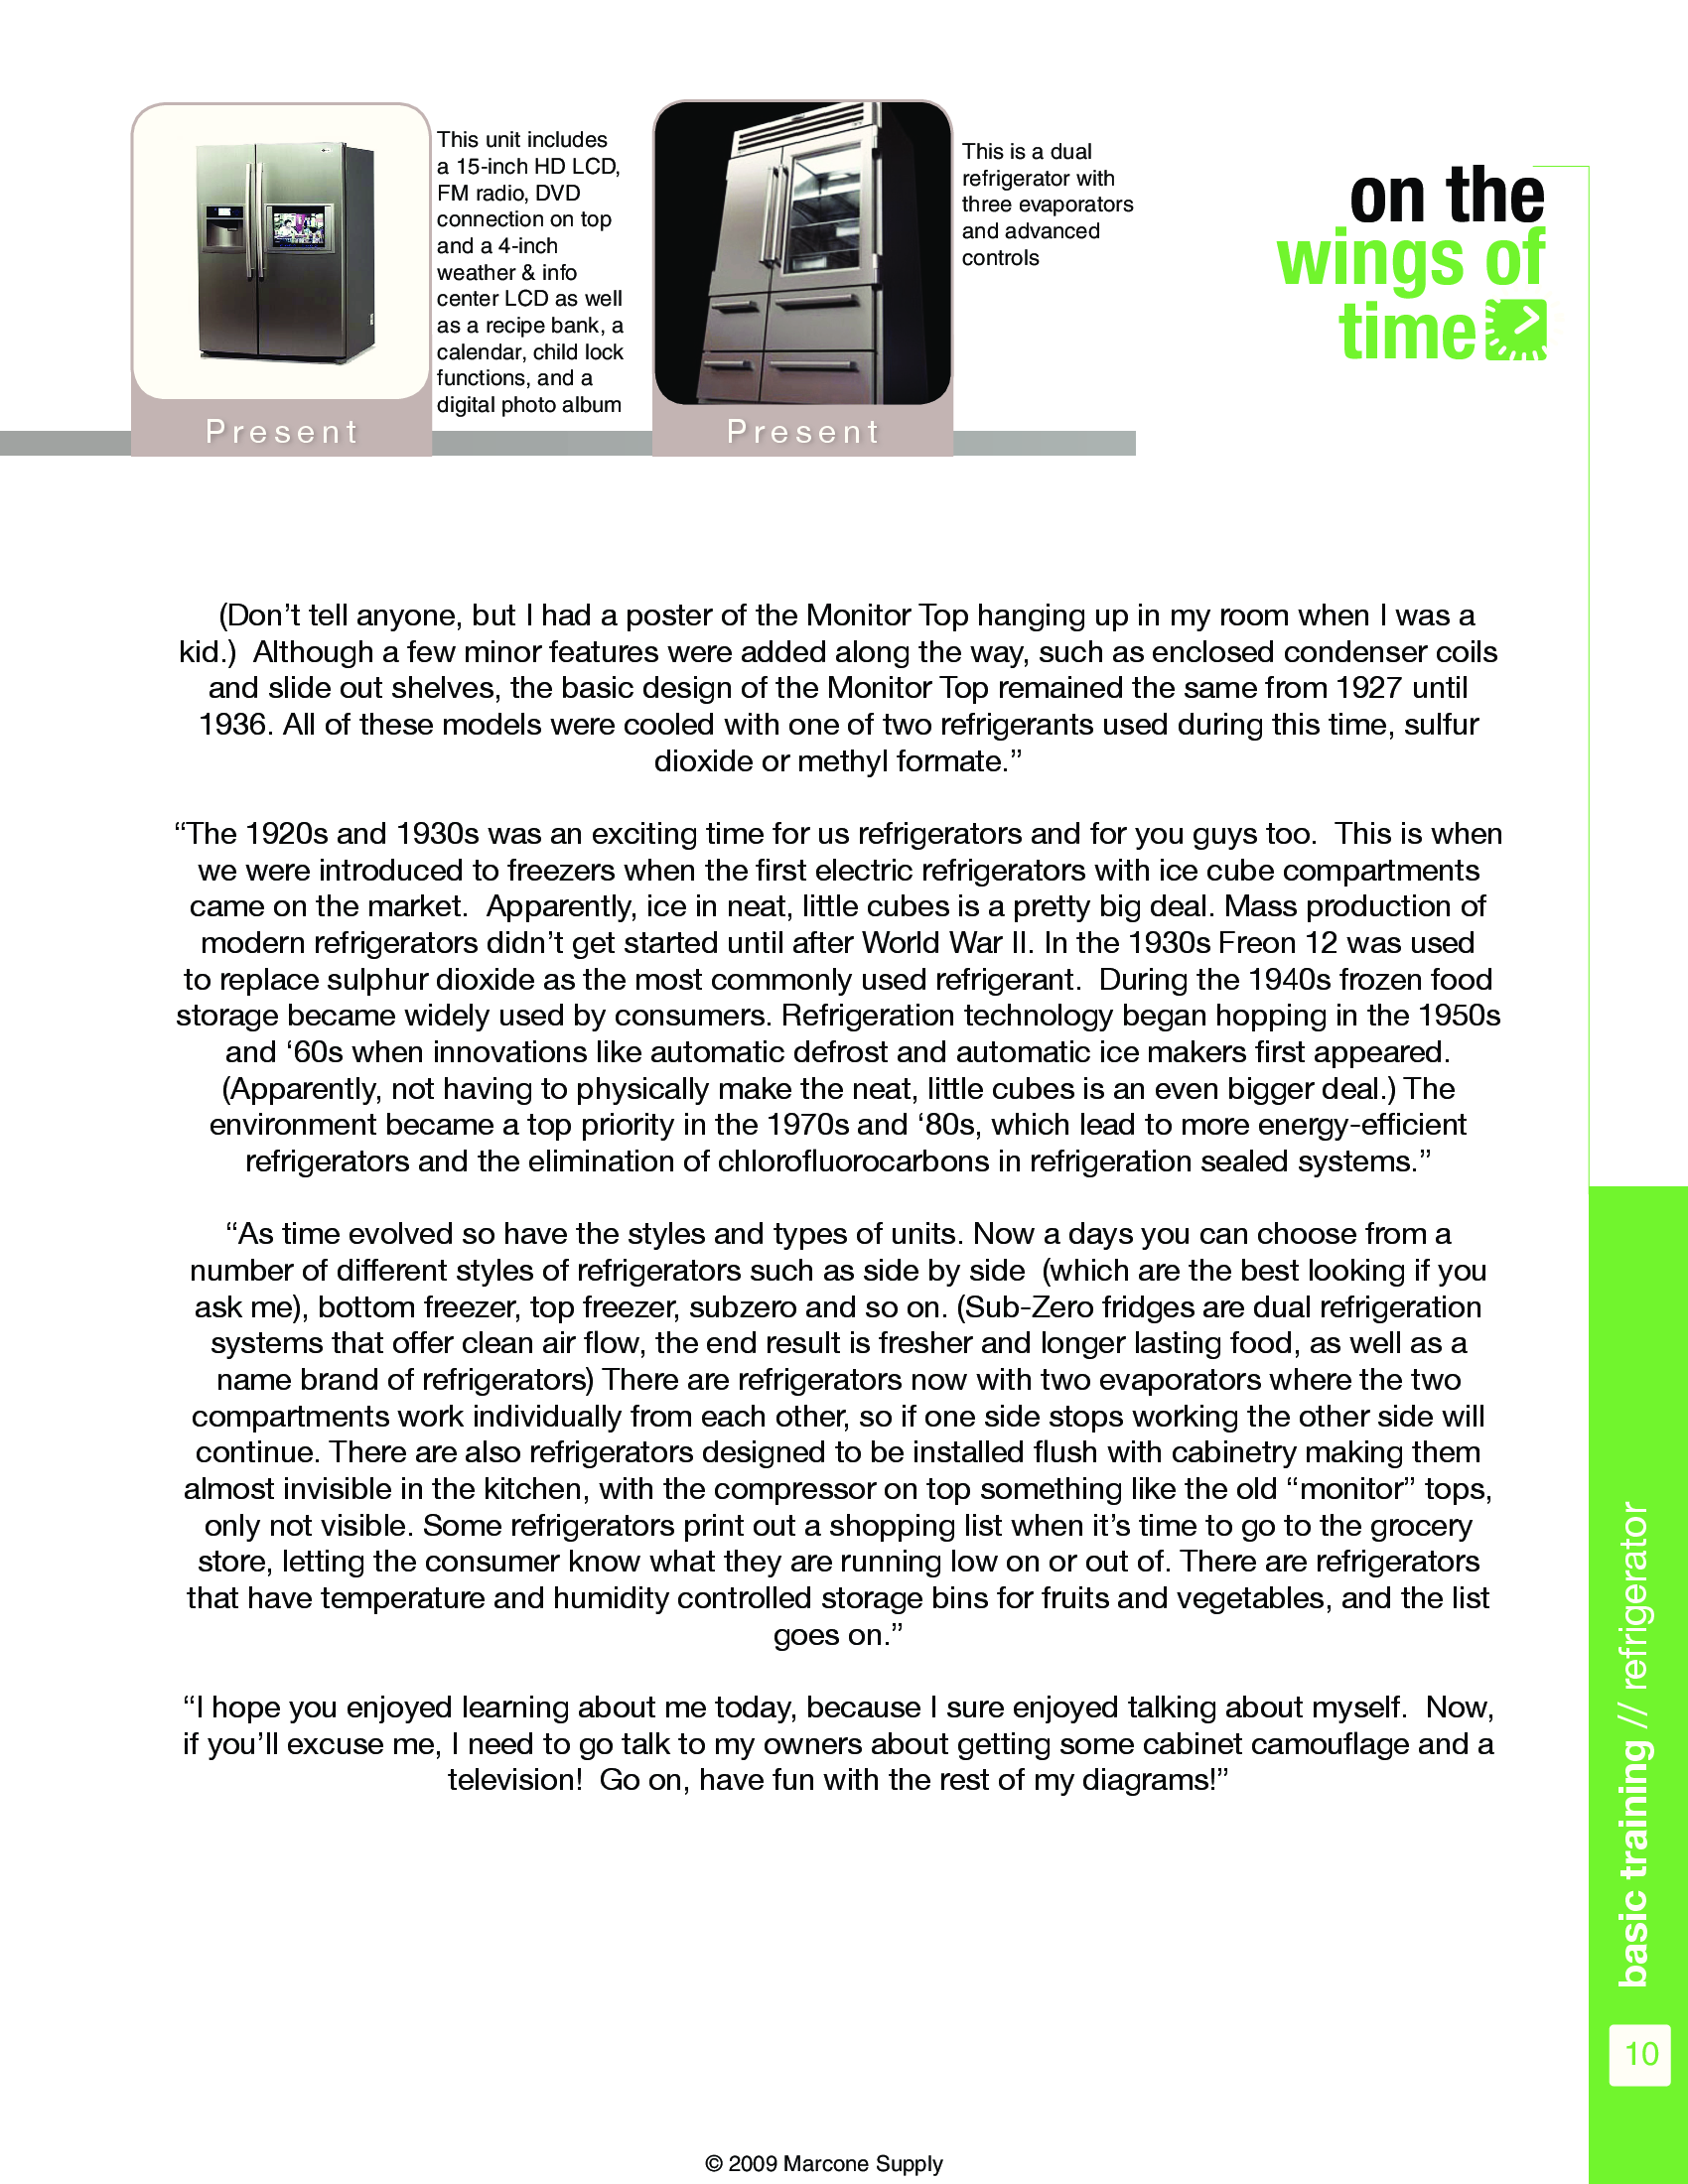 This unit includes
a 15-inch HD LCD,
FM radio, DVD
connection on top
and a 4-inch
weather & info
center LCD as well
as a recipe bank, a
calendar, child lock
functions, and a
digital photo album
Present
This is a dual
refrigerator with
three evaporators
and advanced
controls
Present
on the
wings of
time
(Don’t tell anyone, but I had a poster of the Monitor Top hanging up in my room when I was a
kid.)  Although a few minor features were added along the way, such as enclosed condenser coils
and slide out shelves, the basic design of the Monitor Top remained the same from 1927 until
1936. All of these models were cooled with one of two refrigerants used during this time, sulfur
dioxide or methyl formate.”
“The 1920s and 1930s was an exciting time for us refrigerators and for you guys too.  This is when
we were introduced to freezers when the first electric refrigerators with ice cube compartments
came on the market.  Apparently, ice in neat, little cubes is a pretty big deal. Mass production of
modern refrigerators didn’t get started until after World War II. In the 1930s Freon 12 was used
to replace sulphur dioxide as the most commonly used refrigerant.  During the 1940s frozen food
storage became widely used by consumers. Refrigeration technology began hopping in the 1950s
and ‘60s when innovations like automatic defrost and automatic ice makers first appeared.
(Apparently, not having to physically make the neat, little cubes is an even bigger deal.) The
environment became a top priority in the 1970s and ‘80s, which lead to more energy-efficient
refrigerators and the elimination of chlorofluorocarbons in refrigeration sealed systems.”
“As time evolved so have the styles and types of units. Now a days you can choose from a
number of different styles of refrigerators such as side by side  (which are the best looking if you
ask me), bottom freezer, top freezer, subzero and so on. (Sub-Zero fridges are dual refrigeration
systems that offer clean air flow, the end result is fresher and longer lasting food, as well as a
name brand of refrigerators) There are refrigerators now with two evaporators where the two
compartments work individually from each other, so if one side stops working the other side will
continue. There are also refrigerators designed to be installed flush with cabinetry making them
almost invisible in the kitchen, with the compressor on top something like the old “monitor” tops,
only not visible. Some refrigerators print out a shopping list when it’s time to go to the grocery
store, letting the consumer know what they are running low on or out of. There are refrigerators
that have temperature and humidity controlled storage bins for fruits and vegetables, and the list
goes on.”
“I hope you enjoyed learning about me today, because I sure enjoyed talking about myself.  Now,
if you’ll excuse me, I need to go talk to my owners about getting some cabinet camouflage and a
television!  Go on, have fun with the rest of my diagrams!”
basic training // refrigerator
10
© 2009 Marcone Supply